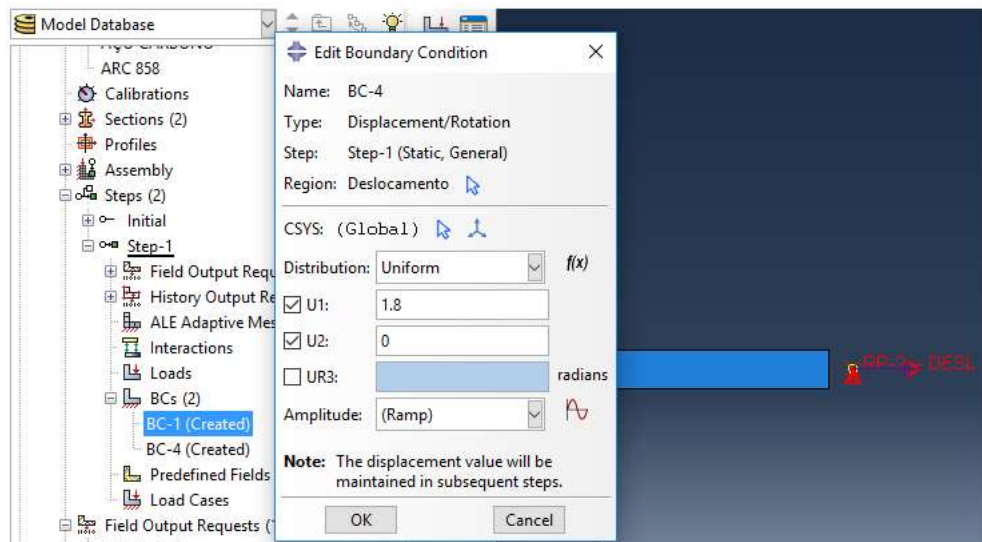 Model Database
ARC 858
Calibrations
Sections (2)
Profiles
Assembly
Steps (2)
Initial
Step-1
Field Output Requ
History Output Re
ALE Adaptive Mes
Interactions
Loads
BCs (2)
BC-1 (Created)
BC-4 (Created)
Predefined Fields
Load Cases
Field Output Requests (
Edit Boundary Condition
Name: BC-4
Type: Displacement/Rotation
Step: Step-1 (Static, General)
Region: Deslocamento
CSYS: (Global)
Distribution: Uniform f(x)
U1: 1.8
U2: 0
UR3: radians
Amplitude: (Ramp)
Note: The displacement value will be
maintained in subsequent steps.
OK Cancel
DESL